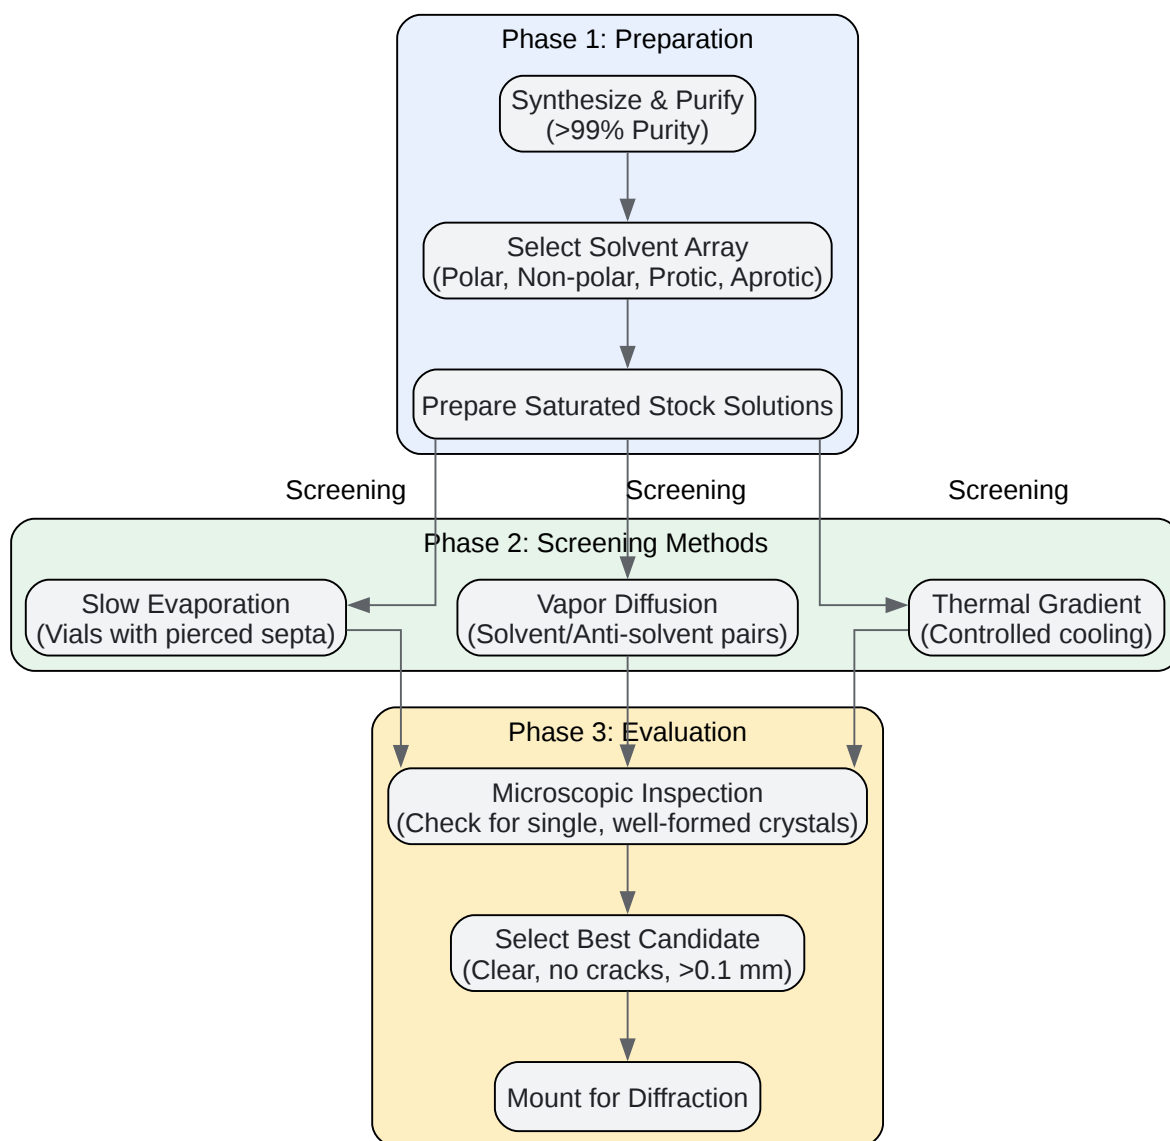 Phase 1: Preparation
Synthesize & Purify
(>99% Purity)
Select Solvent Array
(Polar, Non-polar, Protic, Aprotic)
Prepare Saturated Stock Solutions
Screening
Screening
Screening
Phase 2: Screening Methods
Slow Evaporation
(Vials with pierced septa)
Vapor Diffusion
(Solvent/Anti-solvent pairs)
Thermal Gradient
(Controlled cooling)
Phase 3: Evaluation
Microscopic Inspection
(Check for single, well-formed crystals)
Select Best Candidate
(Clear, no cracks, >0.1 mm)
Mount for Diffraction